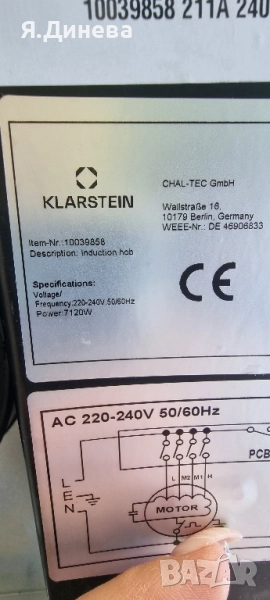 Я.Динева
10039858 211A 240
KLARSTEIN
CHAL-TEC GmbH
Wallstraße 16,
10179 Berlin, Germany
WEEE-Nr.: DE 46906833
Item-Nr.:10039858
Description: Induction hob
Specifications:
Voltage/
Frequency:220-240V 50/60Hz
Power:7120W
CE
AC 220-240V 50/60Hz
PCB
L
E
N
L M2 M1 H
MOTOR
bazar.bg